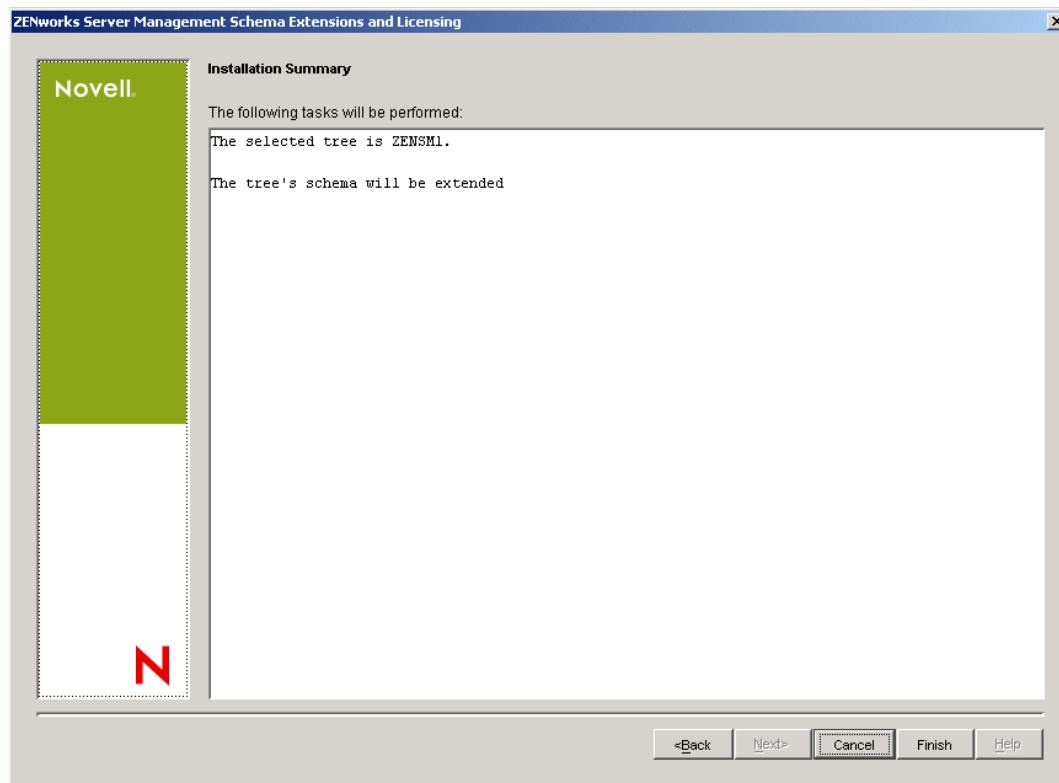 ZENworks Server Management Schema Extensions and Licensing
Novell.
Installation Summary
The following tasks will be performed:
The selected tree is ZENSM1.
The tree's schema will be extended
N
<Back
Next>
Cancel
Finish
Help